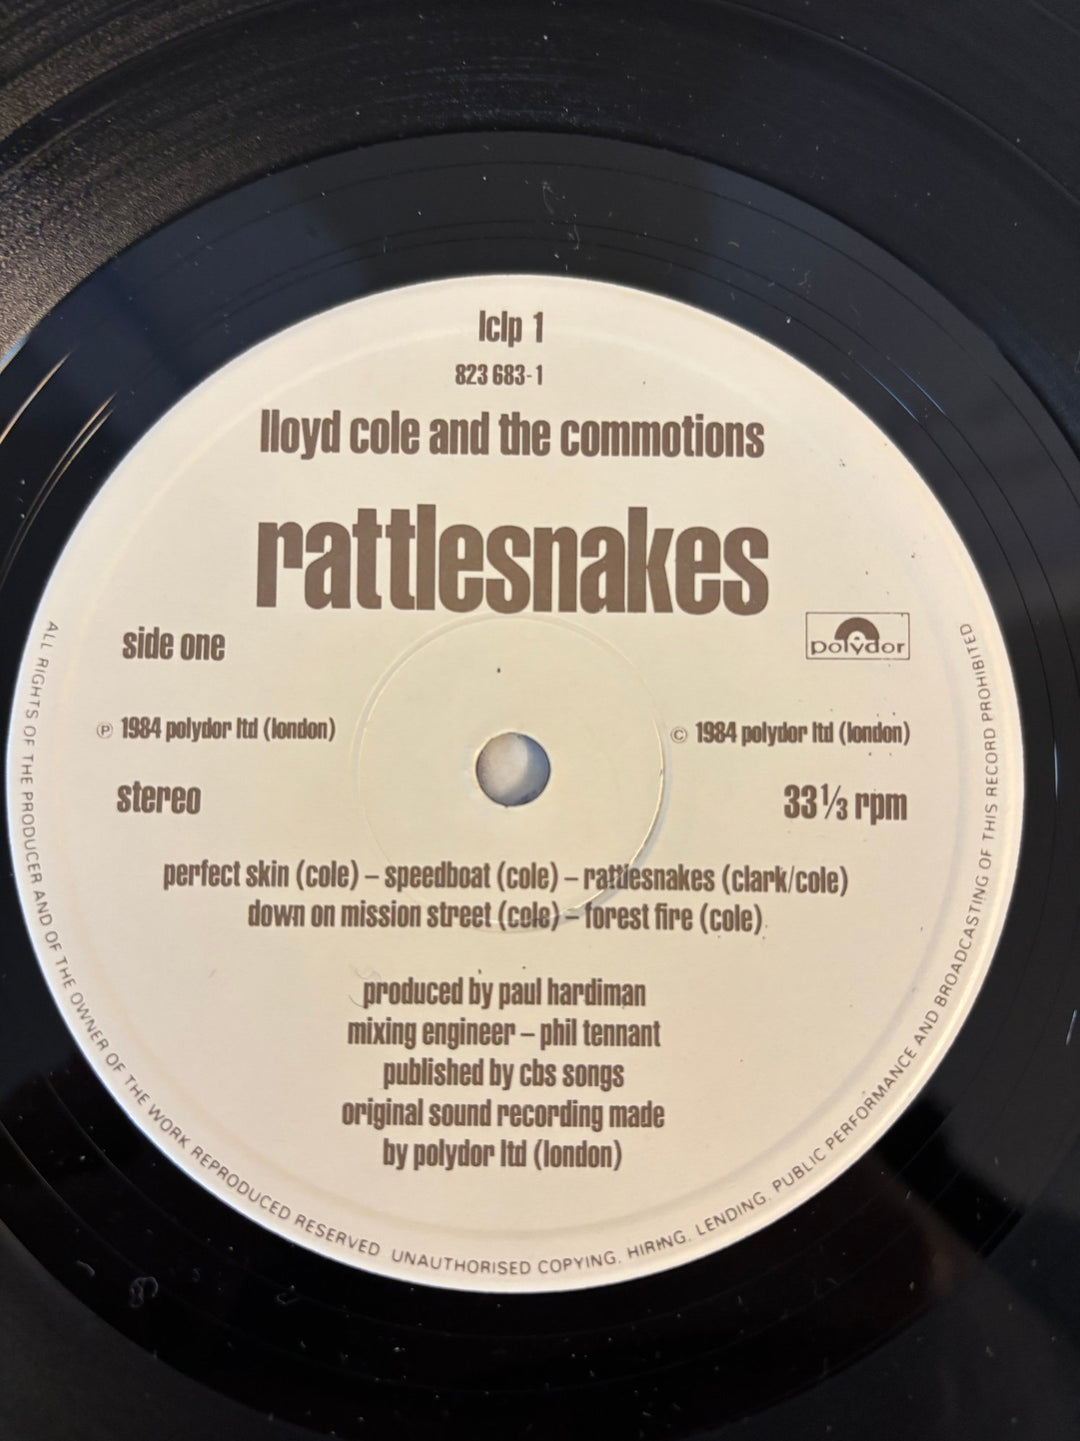 lclp 1
823 683-1
lloyd cole and the commotions
rattlesnakes
side one
polydor
℗ 1984 polydor ltd (london)
© 1984 polydor ltd (london)
stereo
33⅓ rpm
perfect skin (cole) – speedboat (cole) – rattlesnakes (clark/cole)
down on mission street (cole) – forest fire (cole)
produced by paul hardiman
mixing engineer – phil tennant
published by cbs songs
original sound recording made
by polydor ltd (london)
ALL RIGHTS OF THE PRODUCER AND OF THE OWNER OF THE WORK REPRODUCED RESERVED. UNAUTHORISED COPYING, HIRING, LENDING, PUBLIC PERFORMANCE AND BROADCASTING OF THIS RECORD PROHIBITED